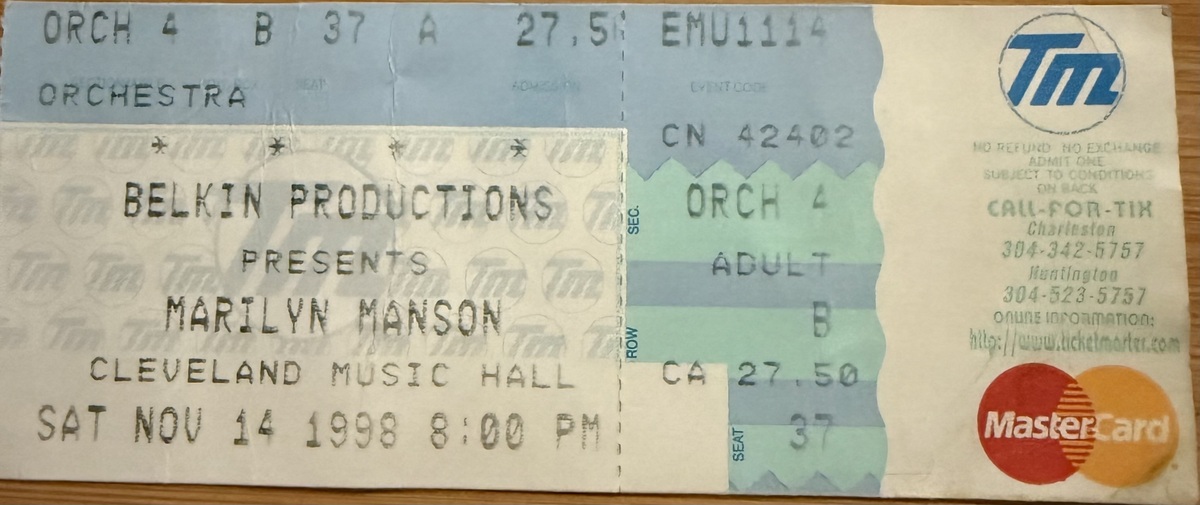 ORCH 4 B 37 A 27.50
SEAT
ADMISSION
ORCHESTRA
* * * *
BELKIN PRODUCTIONS
PRESENTS
MARILYN MANSON
CLEVELAND MUSIC HALL
SAT NOV 14 1998 8:00 PM
EMU1114
EVENT CODE
CN 42402
SEC.
ORCH 4
ADULT
ROW
B
CA 27.50
SEAT
37
Tm
NO REFUND NO EXCHANGE
ADMIT ONE
SUBJECT TO CONDITIONS
ON BACK
CALL-FOR-TIX
Charleston
304-342-5757
Huntington
304-523-5757
ONLINE INFORMATION:
http://www.ticketmaster.com
MasterCard